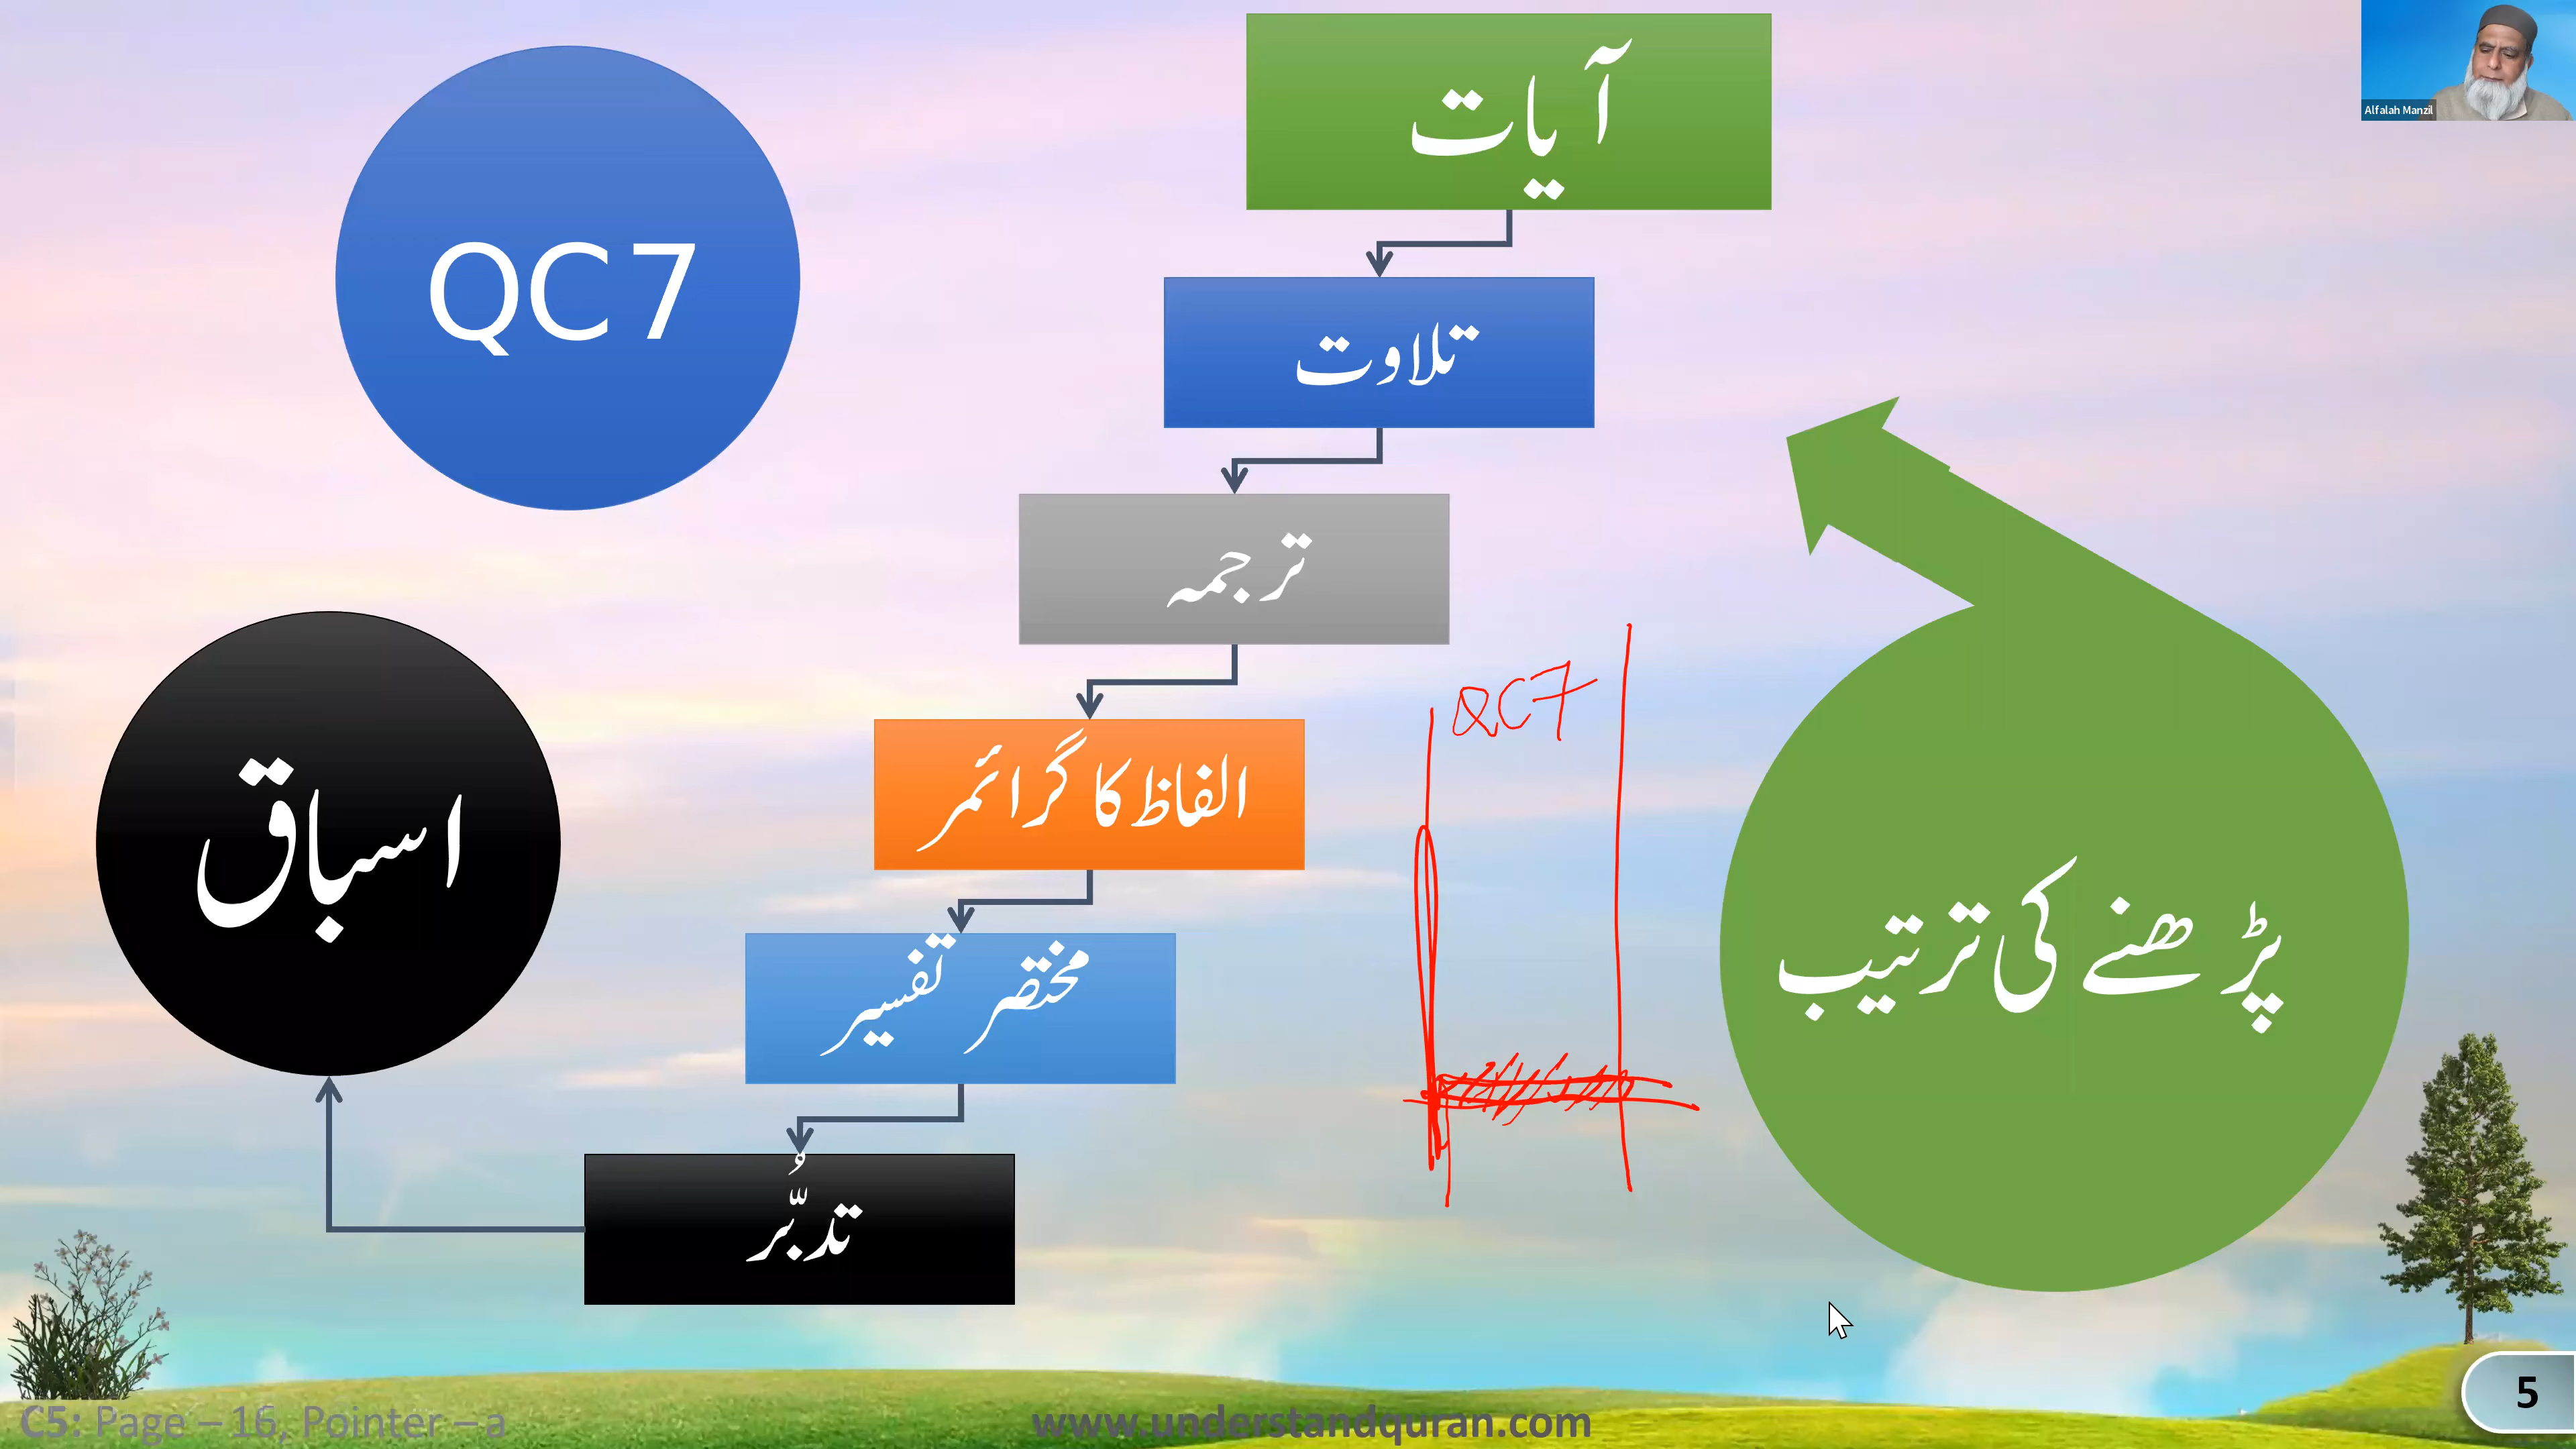 آیات
Alfalah Manzil
QC7
تلاوت
ترجمہ
QC7
الفاظ کا گرائمر
اسباق
پڑھنے کی ترتیب
مختصر تفسیر
تدبُّر
5
C5: Page – 16, Pointer – a
www.understandquran.com